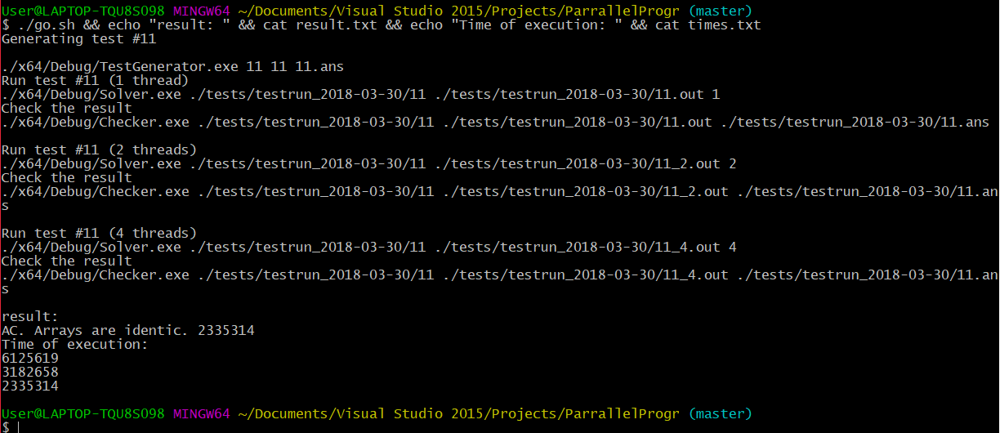 User@LAPTOP-TQU8SO98 MINGW64 ~/Documents/Visual Studio 2015/Projects/ParrallelProgr (master)
$ ./go.sh && echo "result: " && cat result.txt && echo "Time of execution: " && cat times.txt
Generating test #11
./x64/Debug/TestGenerator.exe 11 11 11.ans
Run test #11 (1 thread)
./x64/Debug/Solver.exe ./tests/testrun_2018-03-30/11 ./tests/testrun_2018-03-30/11.out 1
Check the result
./x64/Debug/Checker.exe ./tests/testrun_2018-03-30/11 ./tests/testrun_2018-03-30/11.out ./tests/testrun_2018-03-30/11.ans
Run test #11 (2 threads)
./x64/Debug/Solver.exe ./tests/testrun_2018-03-30/11 ./tests/testrun_2018-03-30/11_2.out 2
Check the result
./x64/Debug/Checker.exe ./tests/testrun_2018-03-30/11 ./tests/testrun_2018-03-30/11_2.out ./tests/testrun_2018-03-30/11.an
s
Run test #11 (4 threads)
./x64/Debug/Solver.exe ./tests/testrun_2018-03-30/11 ./tests/testrun_2018-03-30/11_4.out 4
Check the result
./x64/Debug/Checker.exe ./tests/testrun_2018-03-30/11 ./tests/testrun_2018-03-30/11_4.out ./tests/testrun_2018-03-30/11.an
s
result:
AC. Arrays are identic. 2335314
Time of execution:
6125619
3182658
2335314
User@LAPTOP-TQU8SO98 MINGW64 ~/Documents/Visual Studio 2015/Projects/ParrallelProgr (master)
$